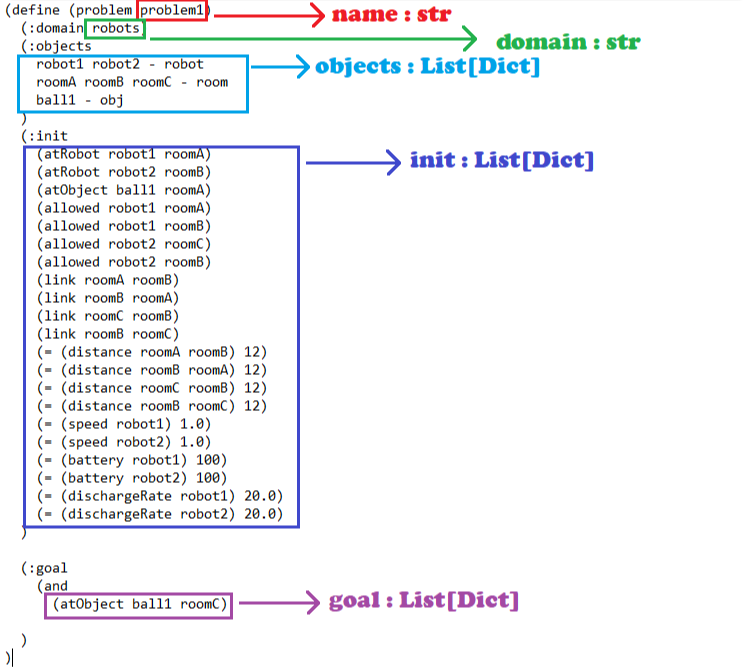 (define (problem problem1) name : str
(:domain robots) domain : str
(:objects
robot1 robot2 - robot objects : List[Dict]
roomA roomB roomC - room
ball1 - obj
)
(:init
(atRobot robot1 roomA) init : List[Dict]
(atRobot robot2 roomB)
(atObject ball1 roomA)
(allowed robot1 roomA)
(allowed robot1 roomB)
(allowed robot2 roomC)
(allowed robot2 roomB)
(link roomA roomB)
(link roomB roomA)
(link roomC roomB)
(link roomB roomC)
(= (distance roomA roomB) 12)
(= (distance roomB roomA) 12)
(= (distance roomC roomB) 12)
(= (distance roomB roomC) 12)
(= (speed robot1) 1.0)
(= (speed robot2) 1.0)
(= (battery robot1) 100)
(= (battery robot2) 100)
(= (dischargeRate robot1) 20.0)
(= (dischargeRate robot2) 20.0)
)
(:goal
(and
(atObject ball1 roomC) goal : List[Dict]
)
)